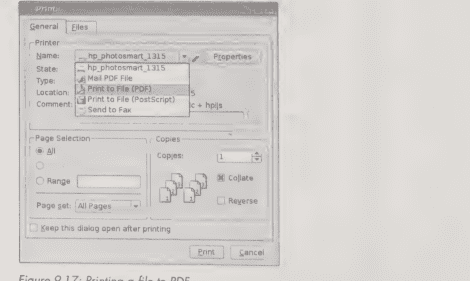 Print
General Files
Printer
Name: hp_photosmart_1315 Properties
State: hp_photosmart_1315
Type: Mail PDF File
Print to File (PDF)
Location: 5
Print to File (PostScript)
Comment: c + hpijs
Send to Fax
Page Selection
All
Range
Page set: All Pages
Copies
Copies: 1
Collate
Reverse
Keep this dialog open after printing
Print Cancel
Figure 9.17: Printing a file to PDF